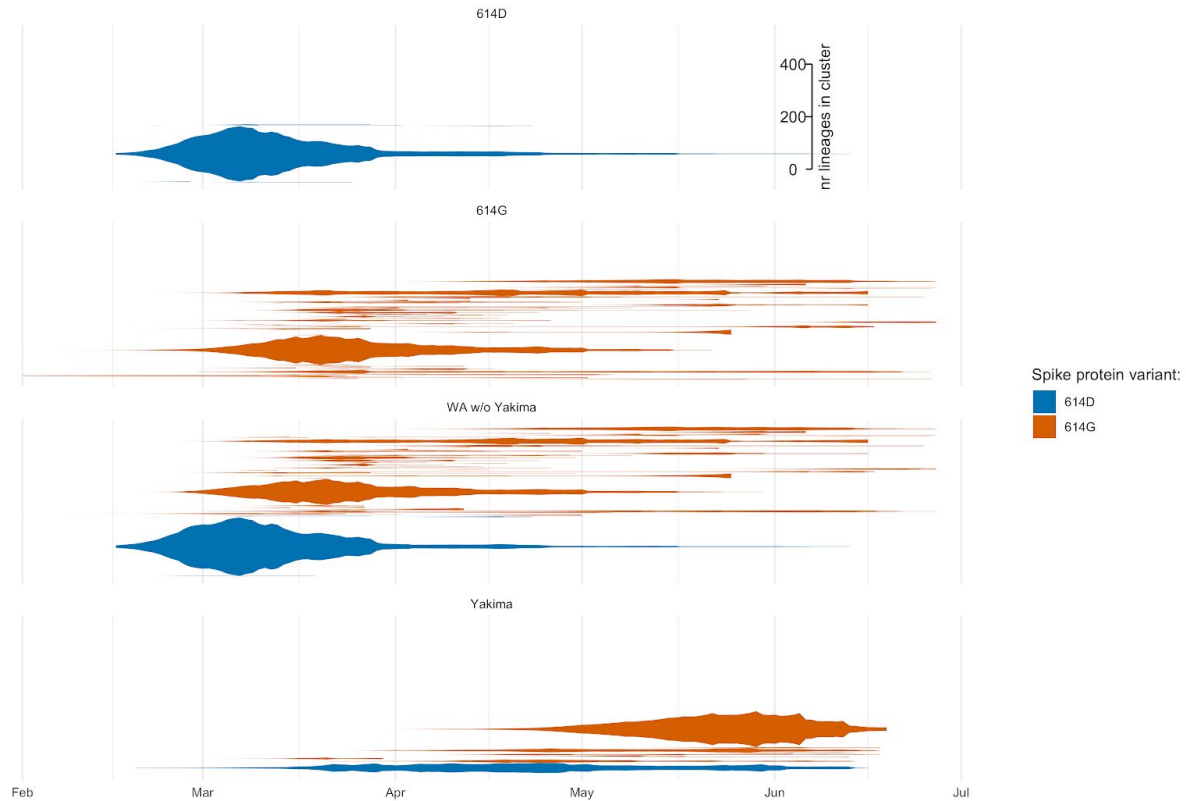 614D
400
200
0
nr lineages in cluster
614G
Spike protein variant:
614D
614G
WA w/o Yakima
Yakima
Feb Mar Apr May Jun Jul